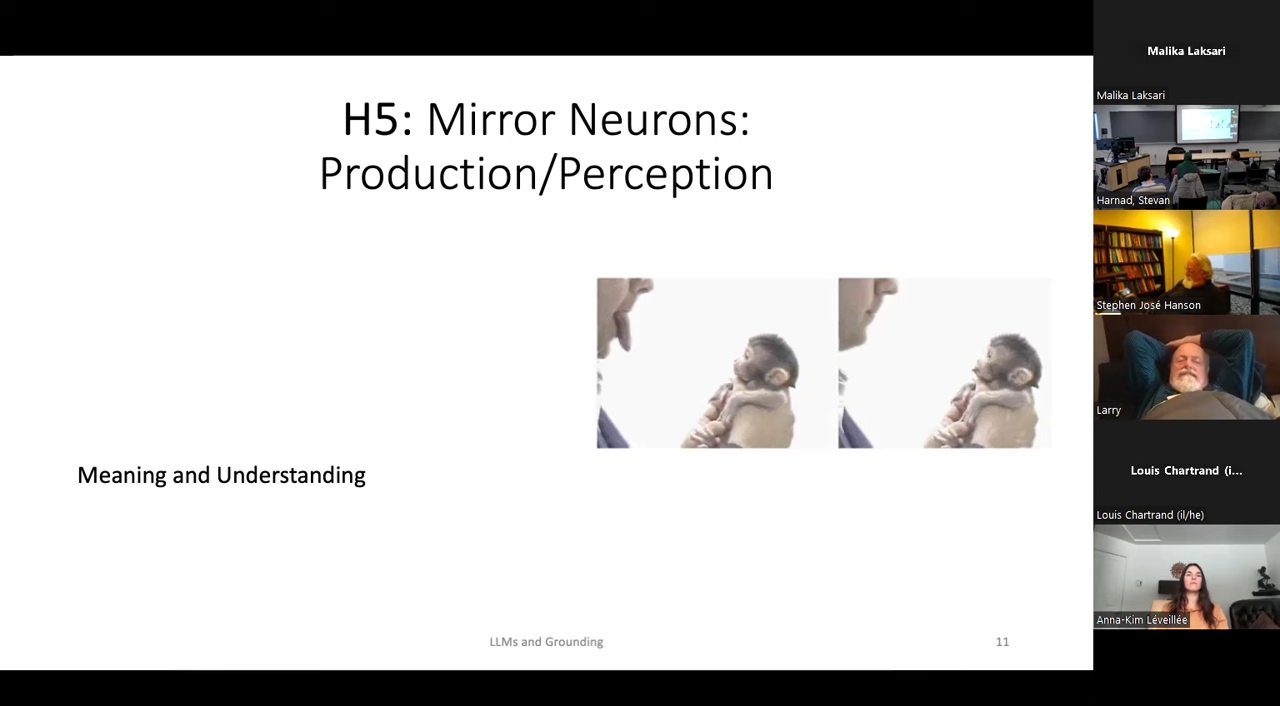 H5: Mirror Neurons:
Production/Perception
Meaning and Understanding
LLMs and Grounding
11
Malika Laksari
Malika Laksari
Harnad, Stevan
Stephen José Hanson
Larry
Louis Chartrand (i...
Louis Chartrand (il/he)
Anna-Kim Léveillée